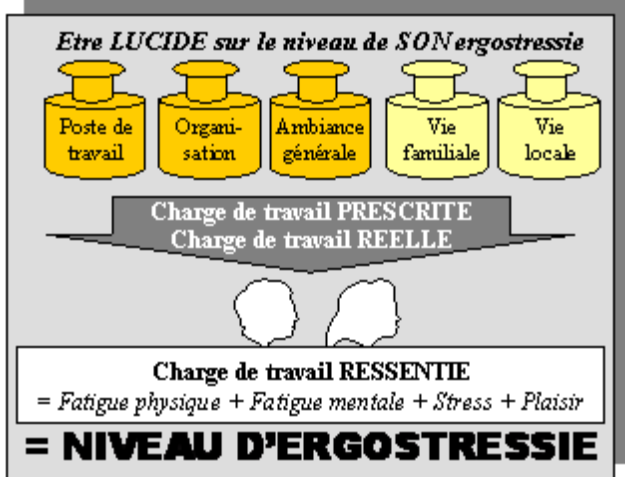 Etre LUCIDE sur le niveau de SON ergostressie
Poste de travail
Organi-sation
Ambiance générale
Vie familiale
Vie locale
Charge de travail PRESCRITE
Charge de travail REELLE
Charge de travail RESSENTIE
= Fatigue physique + Fatigue mentale + Stress + Plaisir
= NIVEAU D'ERGOSTRESSIE